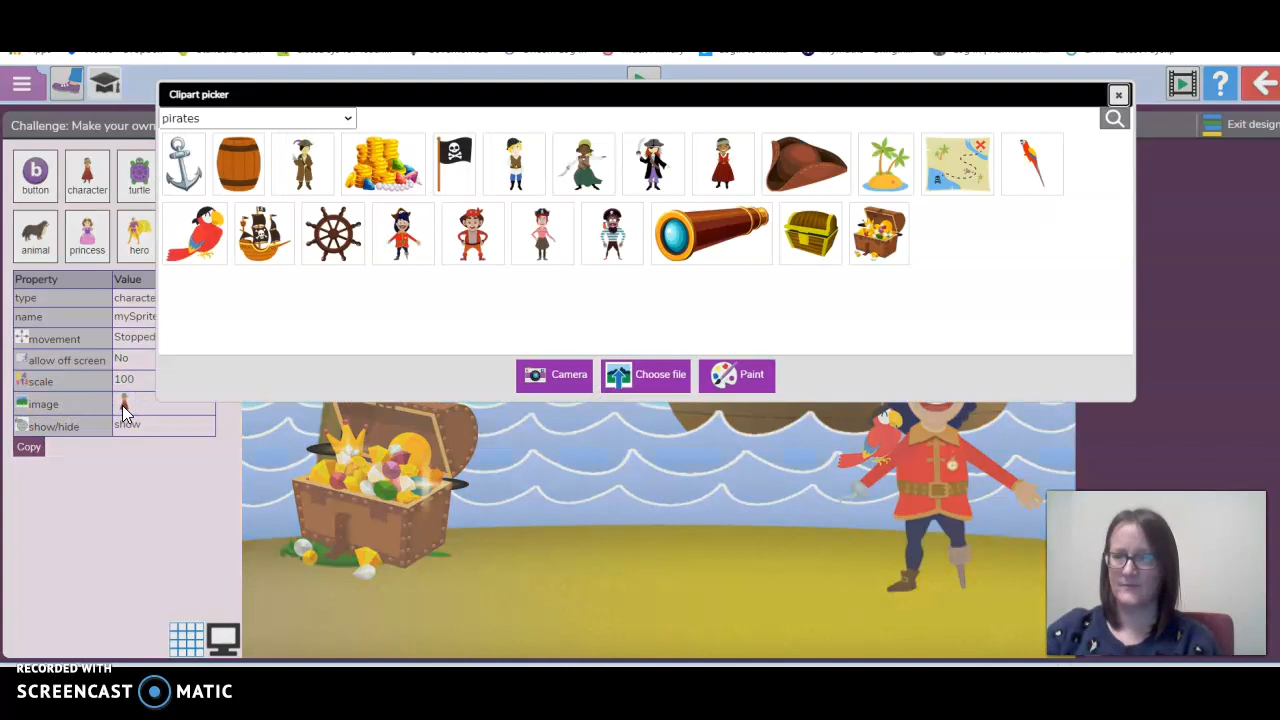 Clipart picker
pirates
Challenge: Make your own
Exit design
button
character
turtle
animal
princess
hero
Property Value
type
name
movement Stopped
allow off screen No
scale 100
image
show/hide show
Copy
Camera
Choose file
Paint
RECORDED WITH
SCREENCAST MATIC